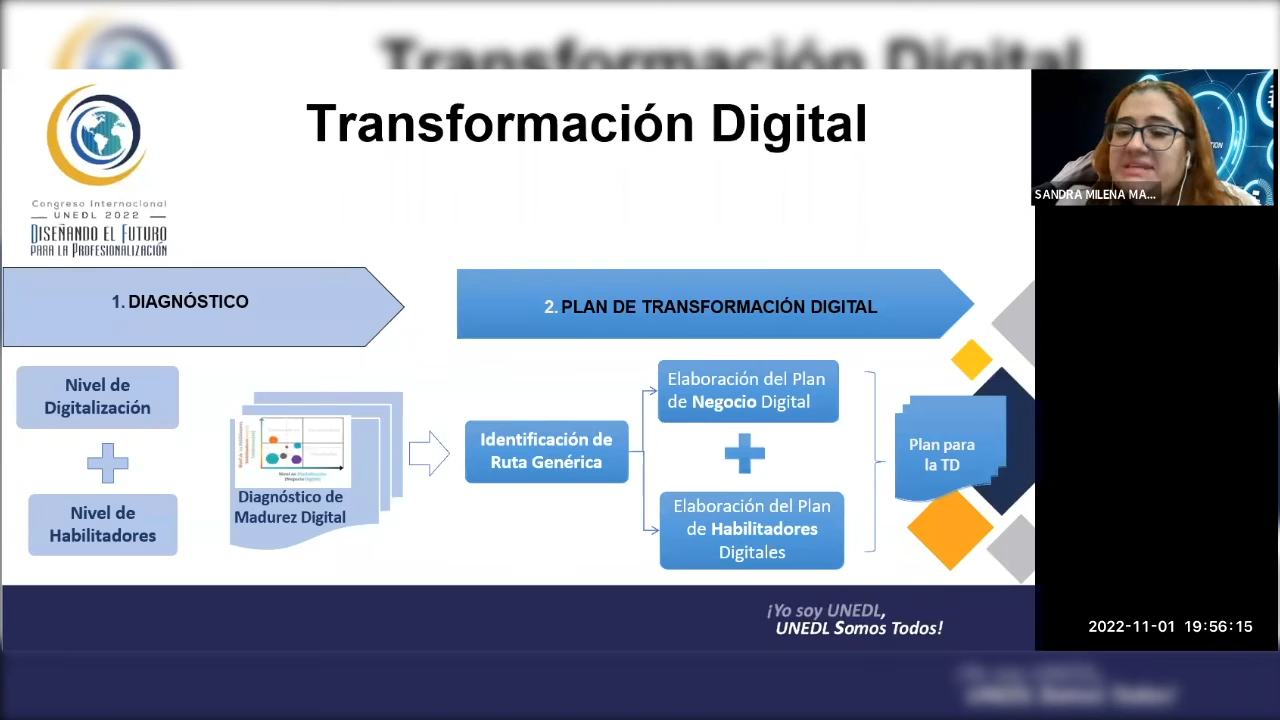 Transformación Digital
Congreso Internacional
UNEDL 2022
DISEÑANDO EL FUTURO
PARA LA PROFESIONALIZACIÓN
SANDRA MILENA MA...
1. DIAGNÓSTICO
2. PLAN DE TRANSFORMACIÓN DIGITAL
Nivel de
Digitalización
Nivel de
Habilitadores
Diagnóstico de
Madurez Digital
Identificación de
Ruta Genérica
Elaboración del Plan
de Negocio Digital
Elaboración del Plan
de Habilitadores
Digitales
Plan para
la TD
¡Yo soy UNEDL,
UNEDL Somos Todos!
2022-11-01 19:56:15